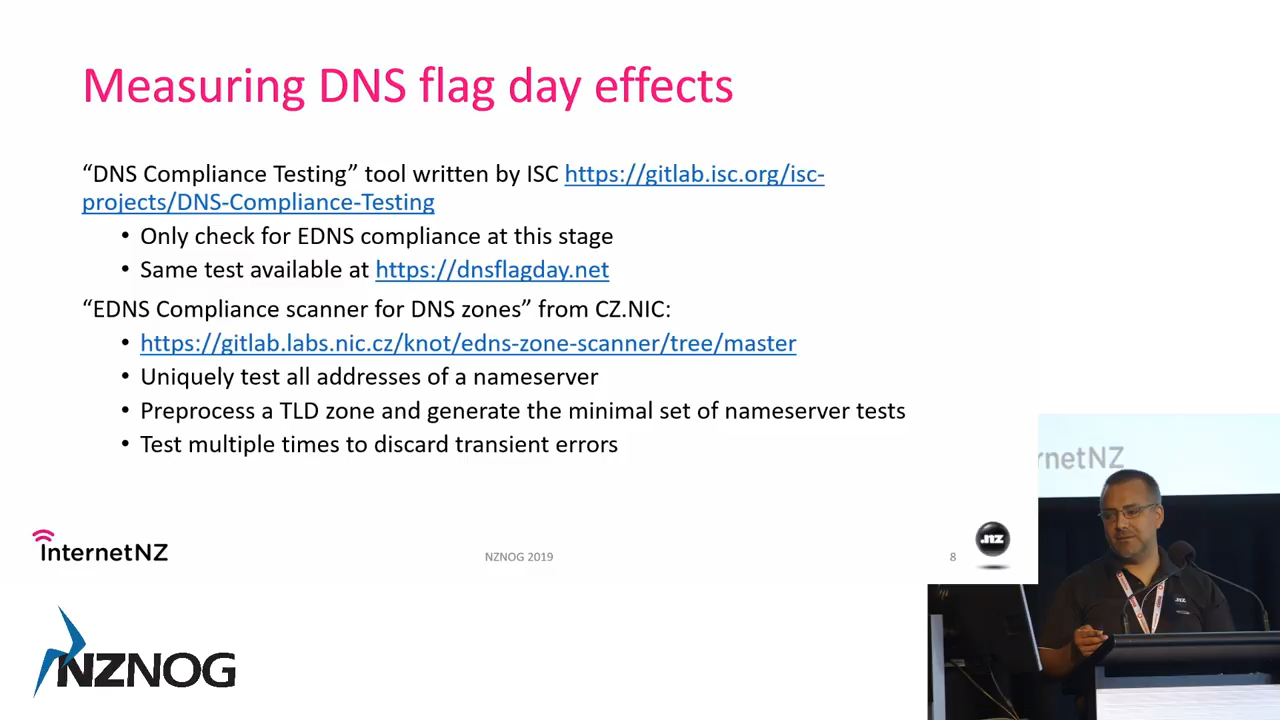 Measuring DNS flag day effects
“DNS Compliance Testing” tool written by ISC https://gitlab.isc.org/isc-
projects/DNS-Compliance-Testing
• Only check for EDNS compliance at this stage
• Same test available at https://dnsflagday.net
“EDNS Compliance scanner for DNS zones” from CZ.NIC:
• https://gitlab.labs.nic.cz/knot/edns-zone-scanner/tree/master
• Uniquely test all addresses of a nameserver
• Preprocess a TLD zone and generate the minimal set of nameserver tests
• Test multiple times to discard transient errors
rnetNZ
InternetNZ
NZNOG 2019
8
.nz
.nz
NZNOG